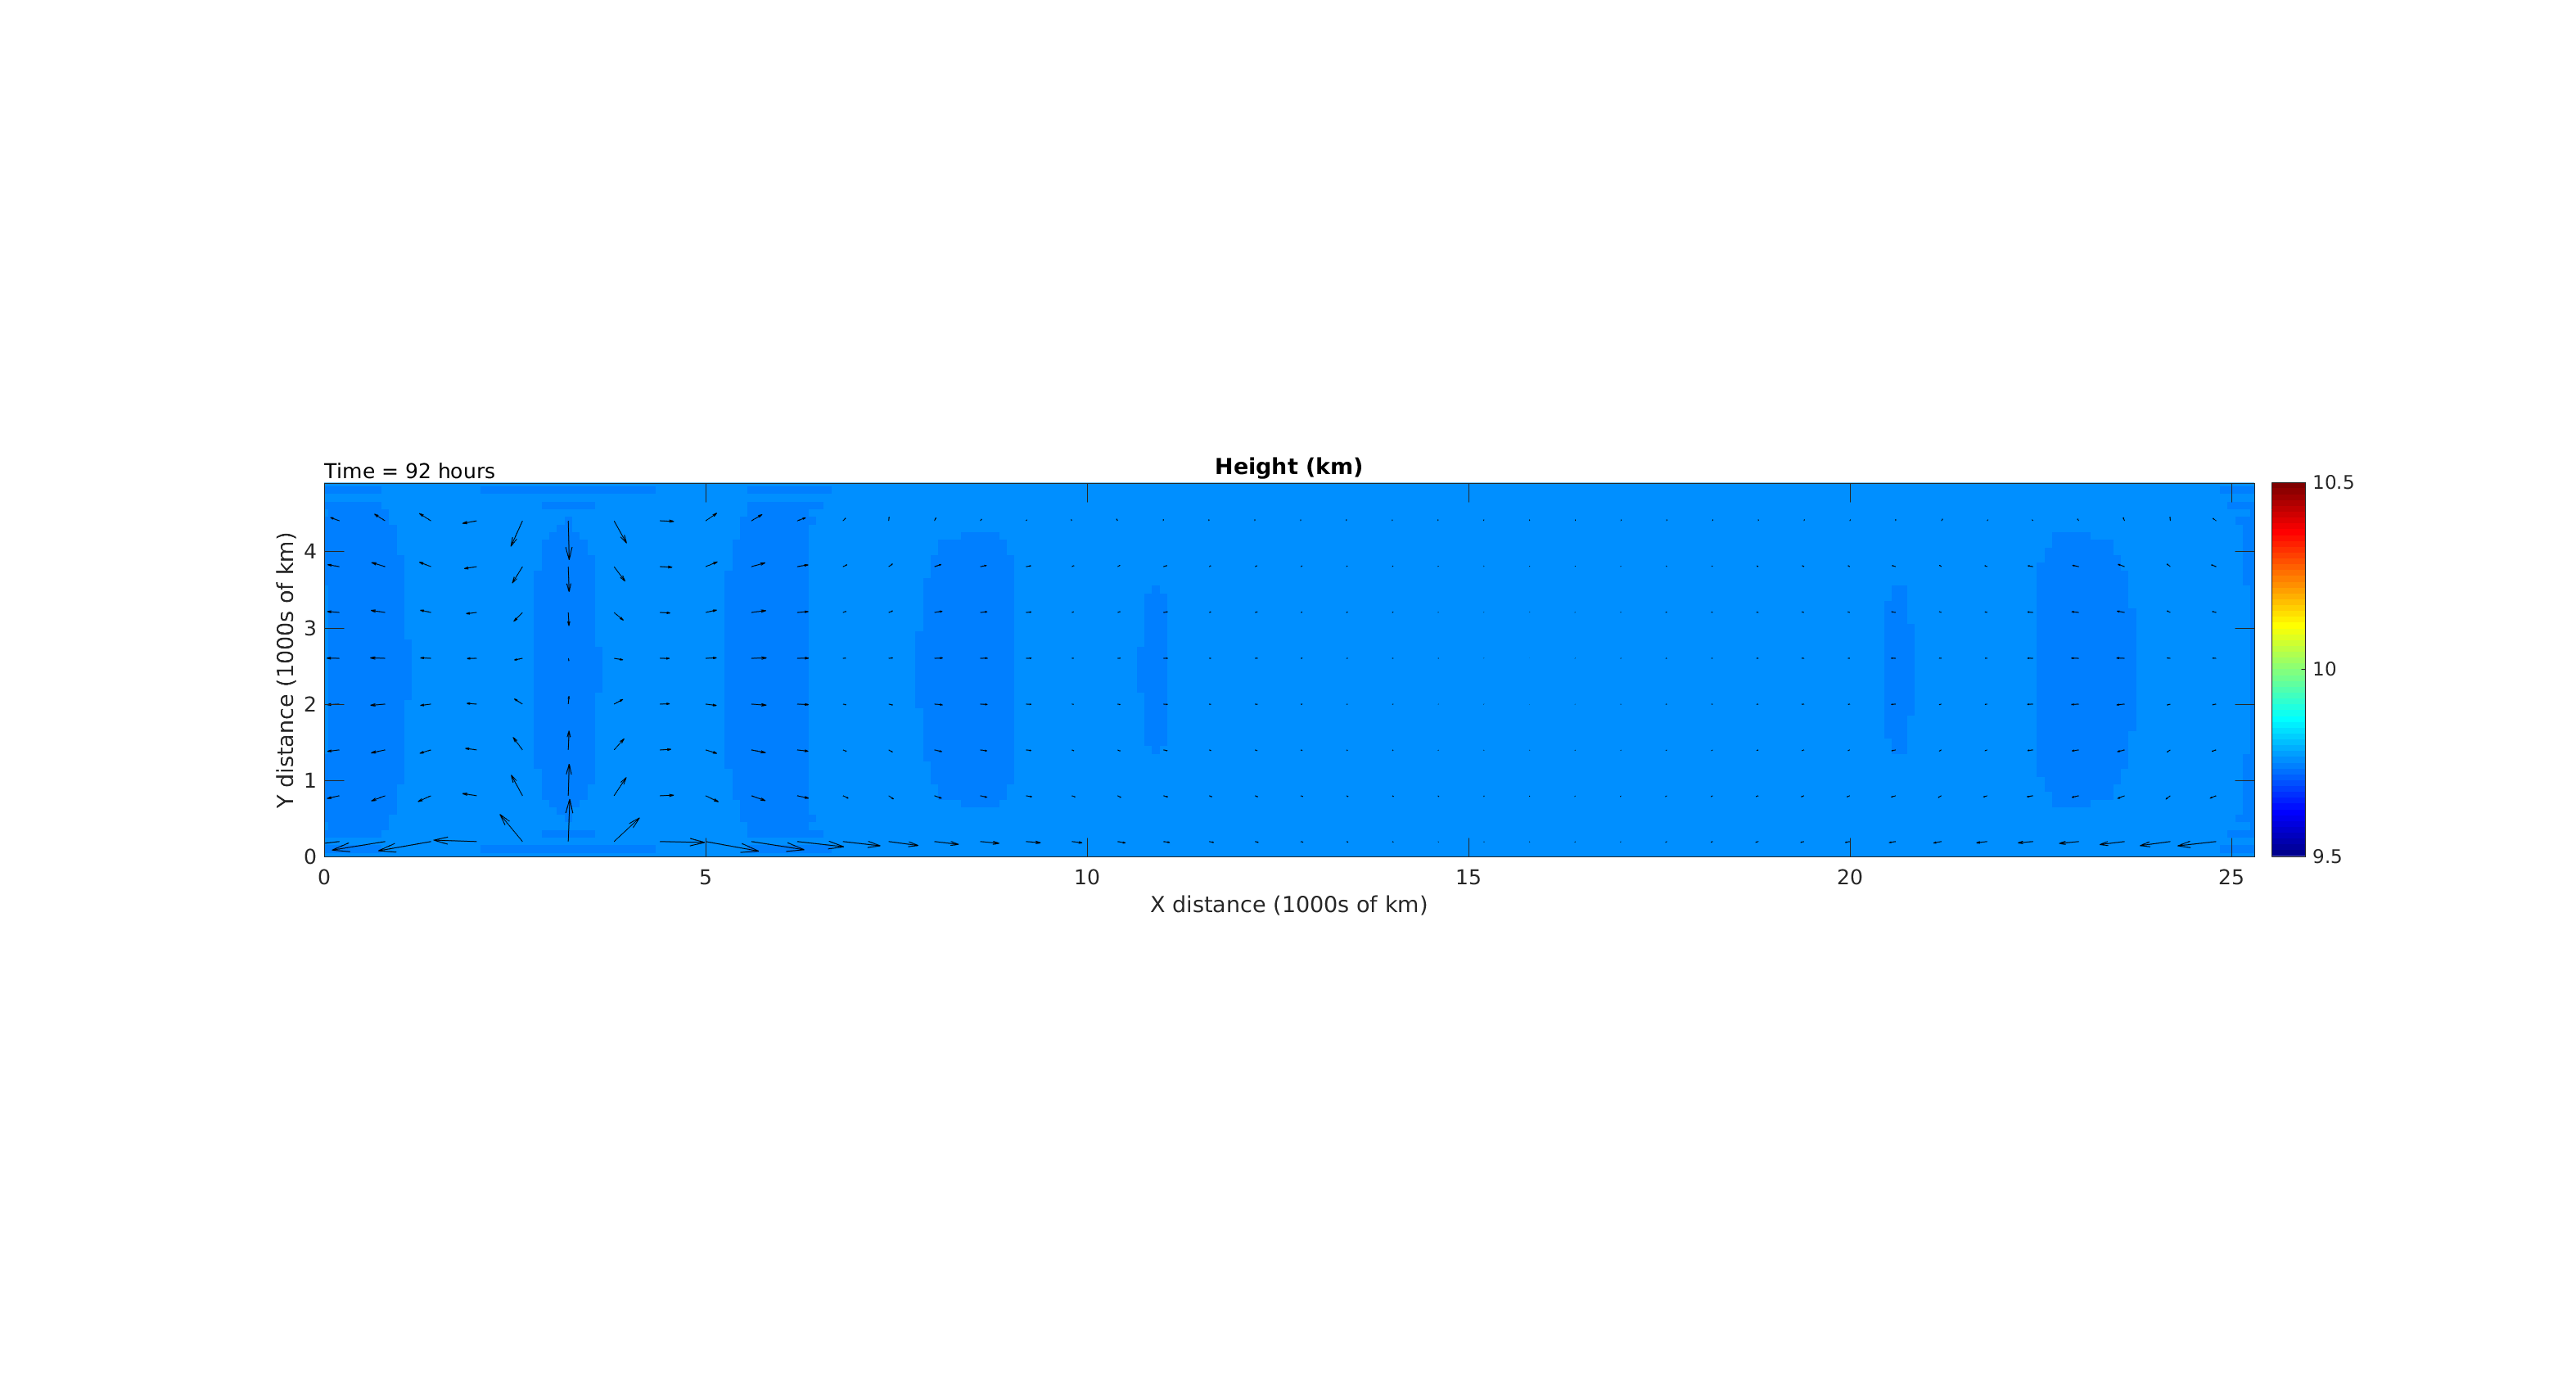 Time = 92 hours
Height (km)
10.5
10
9.5
Y distance (1000s of km)
4
3
2
1
0
0 5 10 15 20 25
X distance (1000s of km)